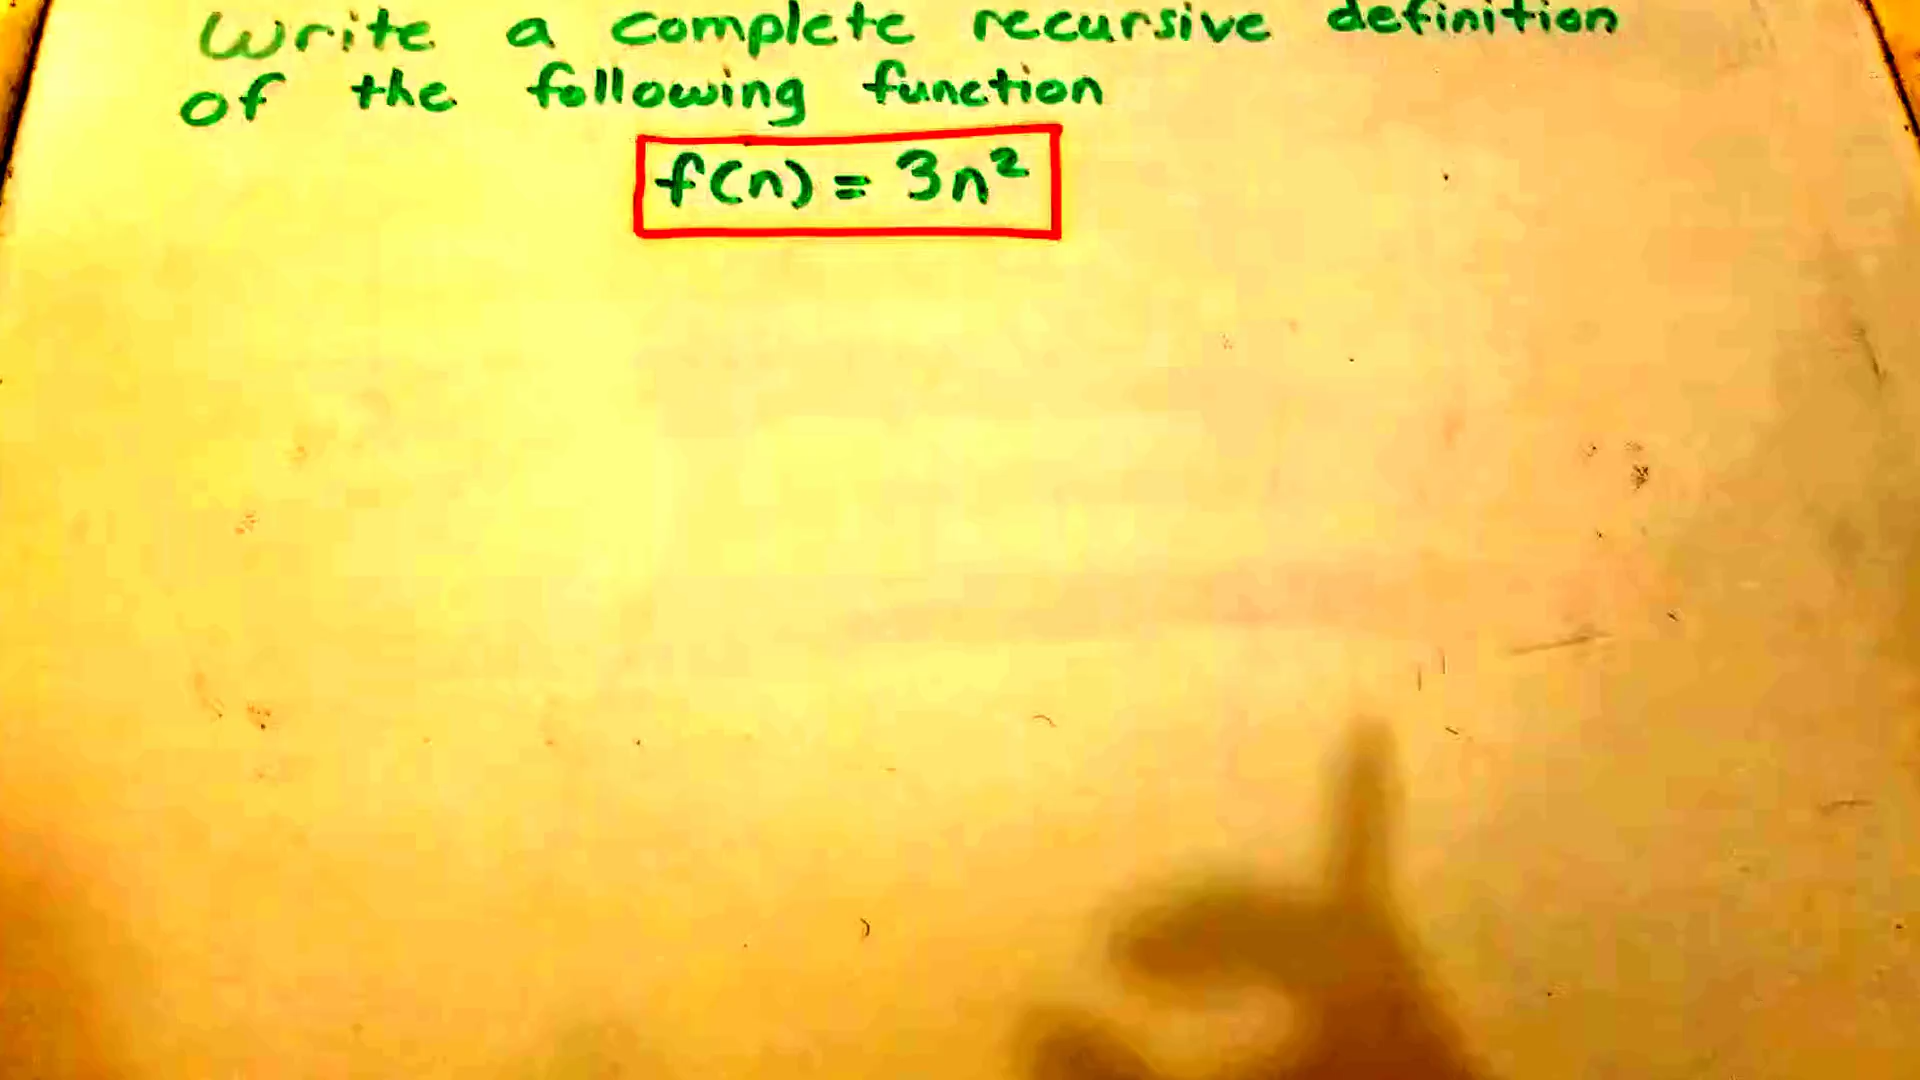 Write a complete recursive definition
of the following function
f(n) = 3n²